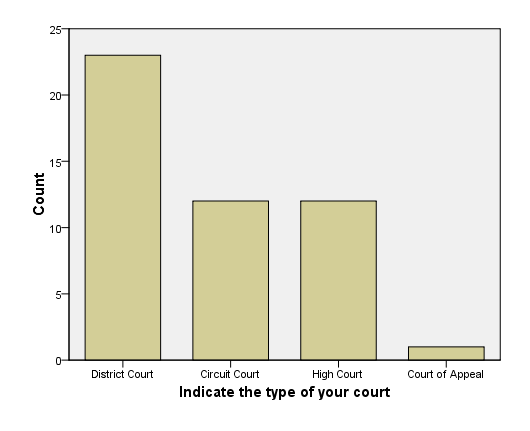 25
20
15
10
5
0
Count
District Court
Circuit Court
High Court
Court of Appeal
Indicate the type of your court